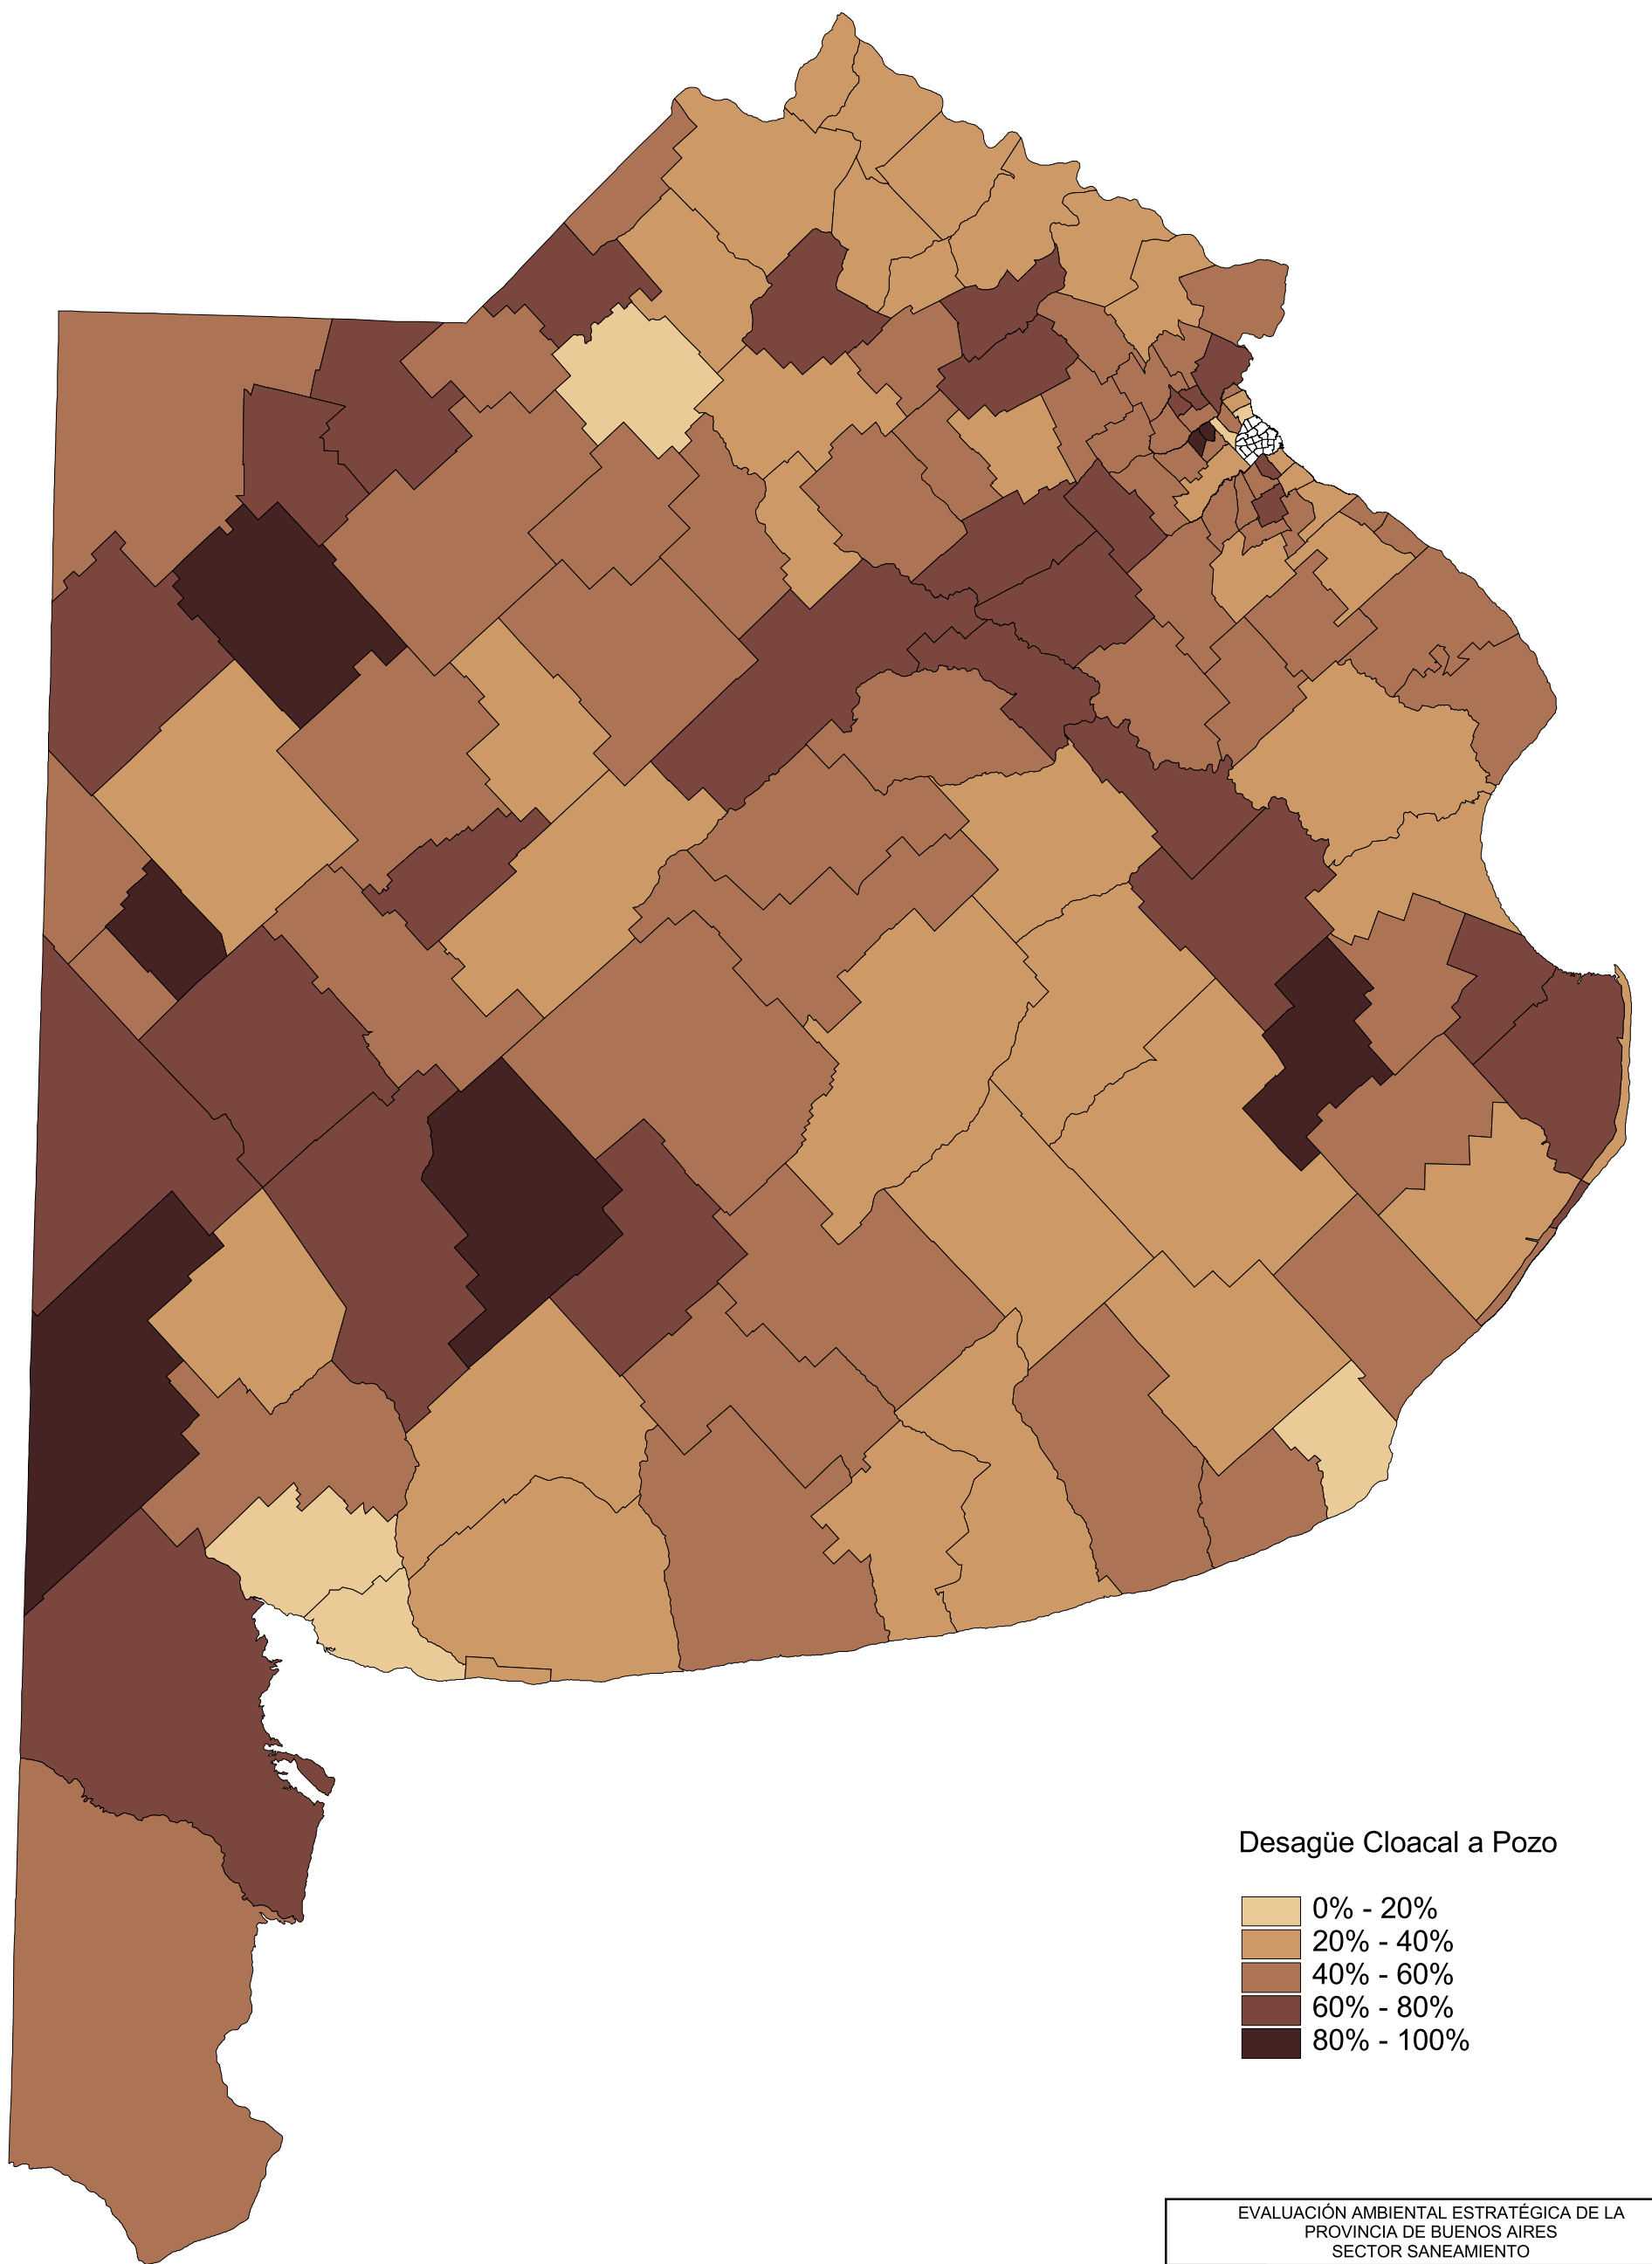 Desagüe Cloacal a Pozo
0% - 20%
20% - 40%
40% - 60%
60% - 80%
80% - 100%
EVALUACIÓN AMBIENTAL ESTRATÉGICA DE LA
PROVINCIA DE BUENOS AIRES
SECTOR SANEAMIENTO